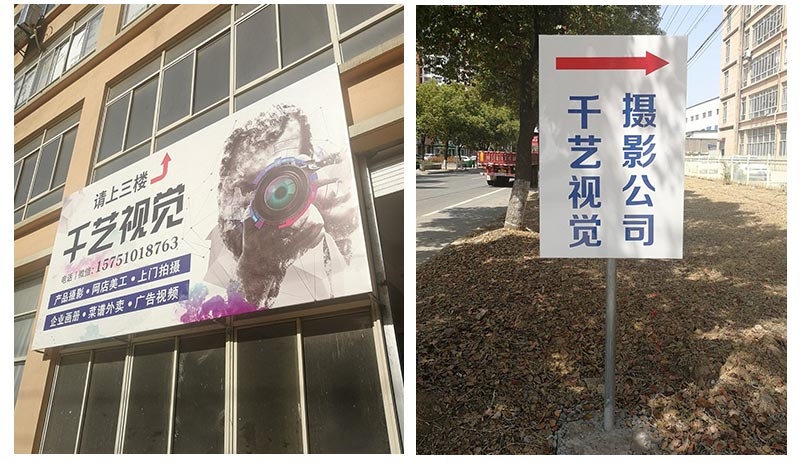 请上三楼
千艺视觉
电话/微信: 15751018763
产品摄影·网店美工·上门拍摄
企业画册·菜谱外卖·广告视频
摄影公司
千艺视觉